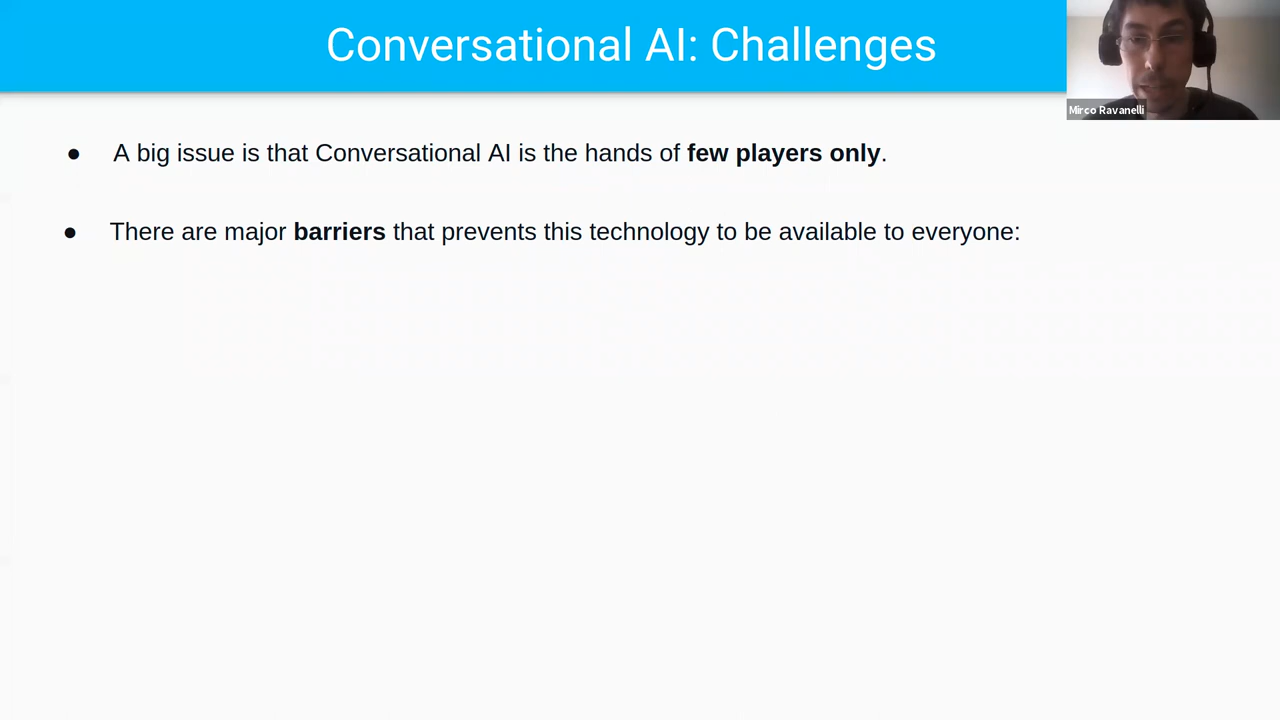 Conversational AI: Challenges
Mirco Ravanelli
● A big issue is that Conversational AI is the hands of few players only.
● There are major barriers that prevents this technology to be available to everyone: